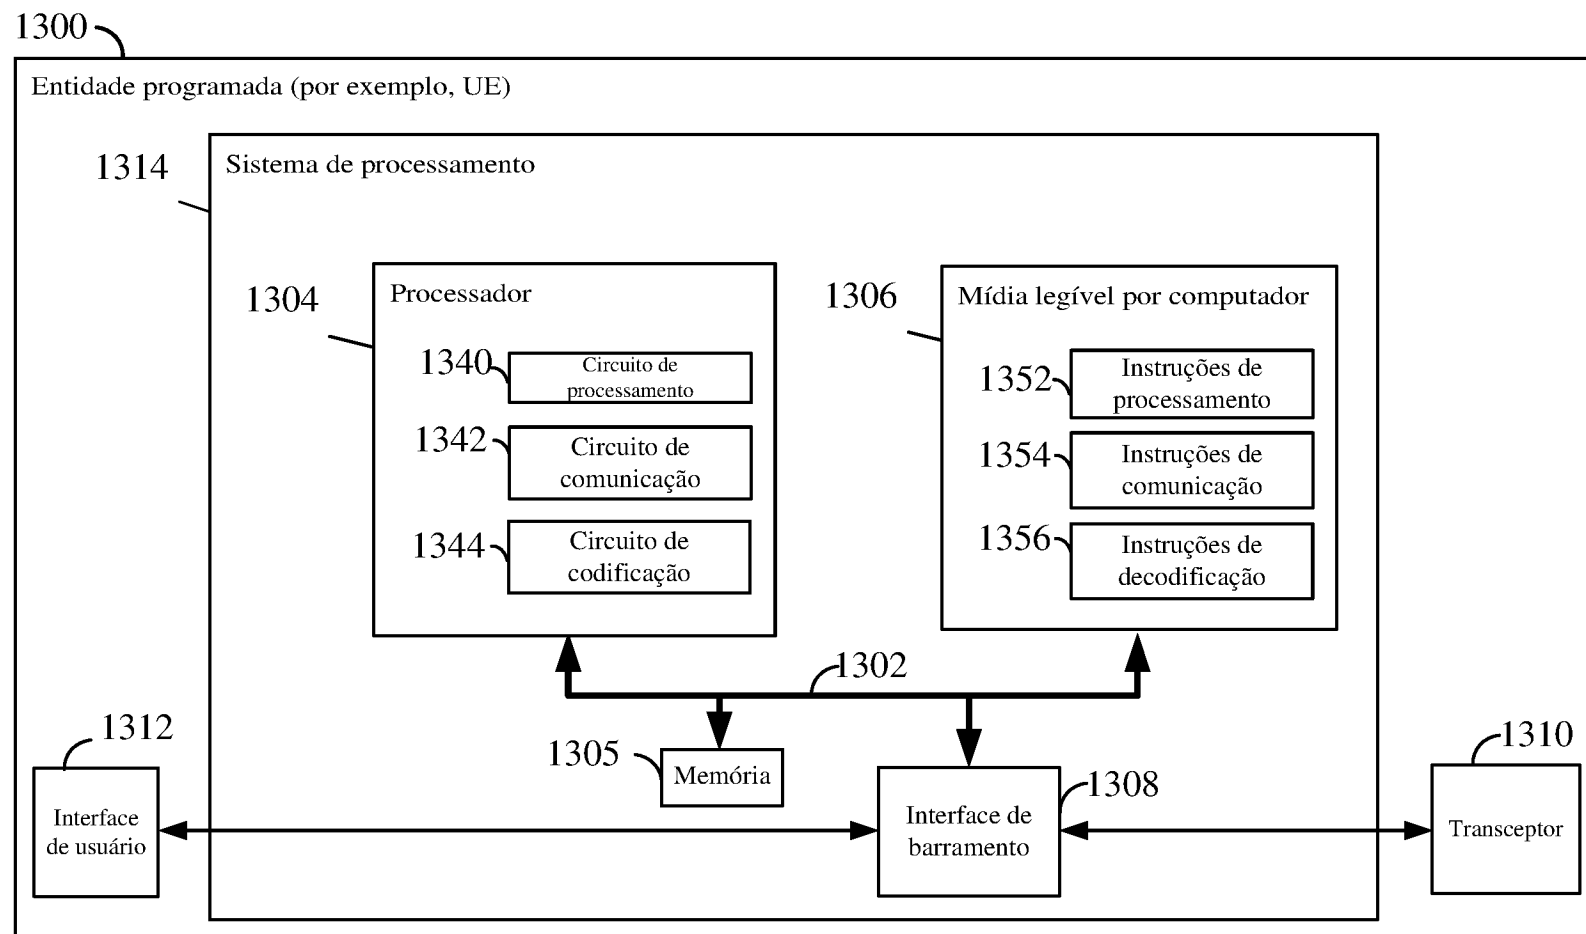 1300
Entidade programada (por exemplo, UE)
1314
Sistema de processamento
1304
Processador
1340
Circuito de
processamento
1342
Circuito de
comunicação
1344
Circuito de
codificação
1306
Mídia legível por computador
1352
Instruções de
processamento
1354
Instruções de
comunicação
1356
Instruções de
decodificação
1302
1312
Interface
de usuário
1305
Memória
1308
Interface de
barramento
1310
Transceptor